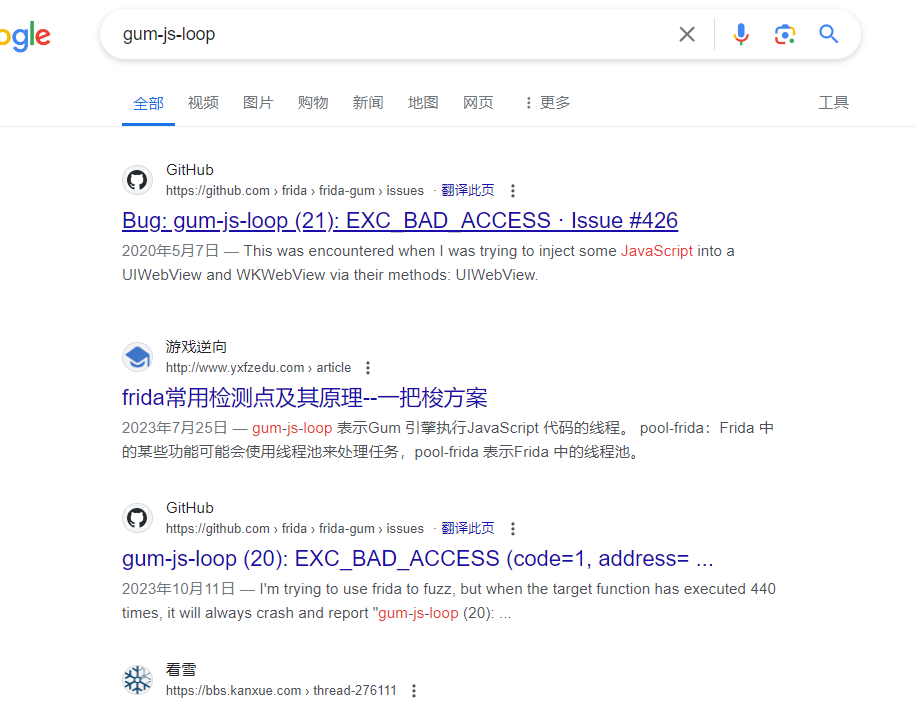 ogle
gum-js-loop
全部 视频 图片 购物 新闻 地图 网页 更多 工具
GitHub
https://github.com › frida › frida-gum › issues · 翻译此页
Bug: gum-js-loop (21): EXC_BAD_ACCESS · Issue #426
2020年5月7日 — This was encountered when I was trying to inject some JavaScript into a
UIWebView and WKWebView via their methods: UIWebView.
游戏逆向
http://www.yxfzedu.com › article
frida常用检测点及其原理--一把梭方案
2023年7月25日 — gum-js-loop 表示Gum 引擎执行JavaScript 代码的线程。 pool-frida：Frida 中
的某些功能可能会使用线程池来处理任务，pool-frida 表示Frida 中的线程池。
GitHub
https://github.com › frida › frida-gum › issues · 翻译此页
gum-js-loop (20): EXC_BAD_ACCESS (code=1, address= ...
2023年10月11日 — I'm trying to use frida to fuzz, but when the target function has executed 440
times, it will always crash and report "gum-js-loop (20): ...
看雪
https://bbs.kanxue.com › thread-276111